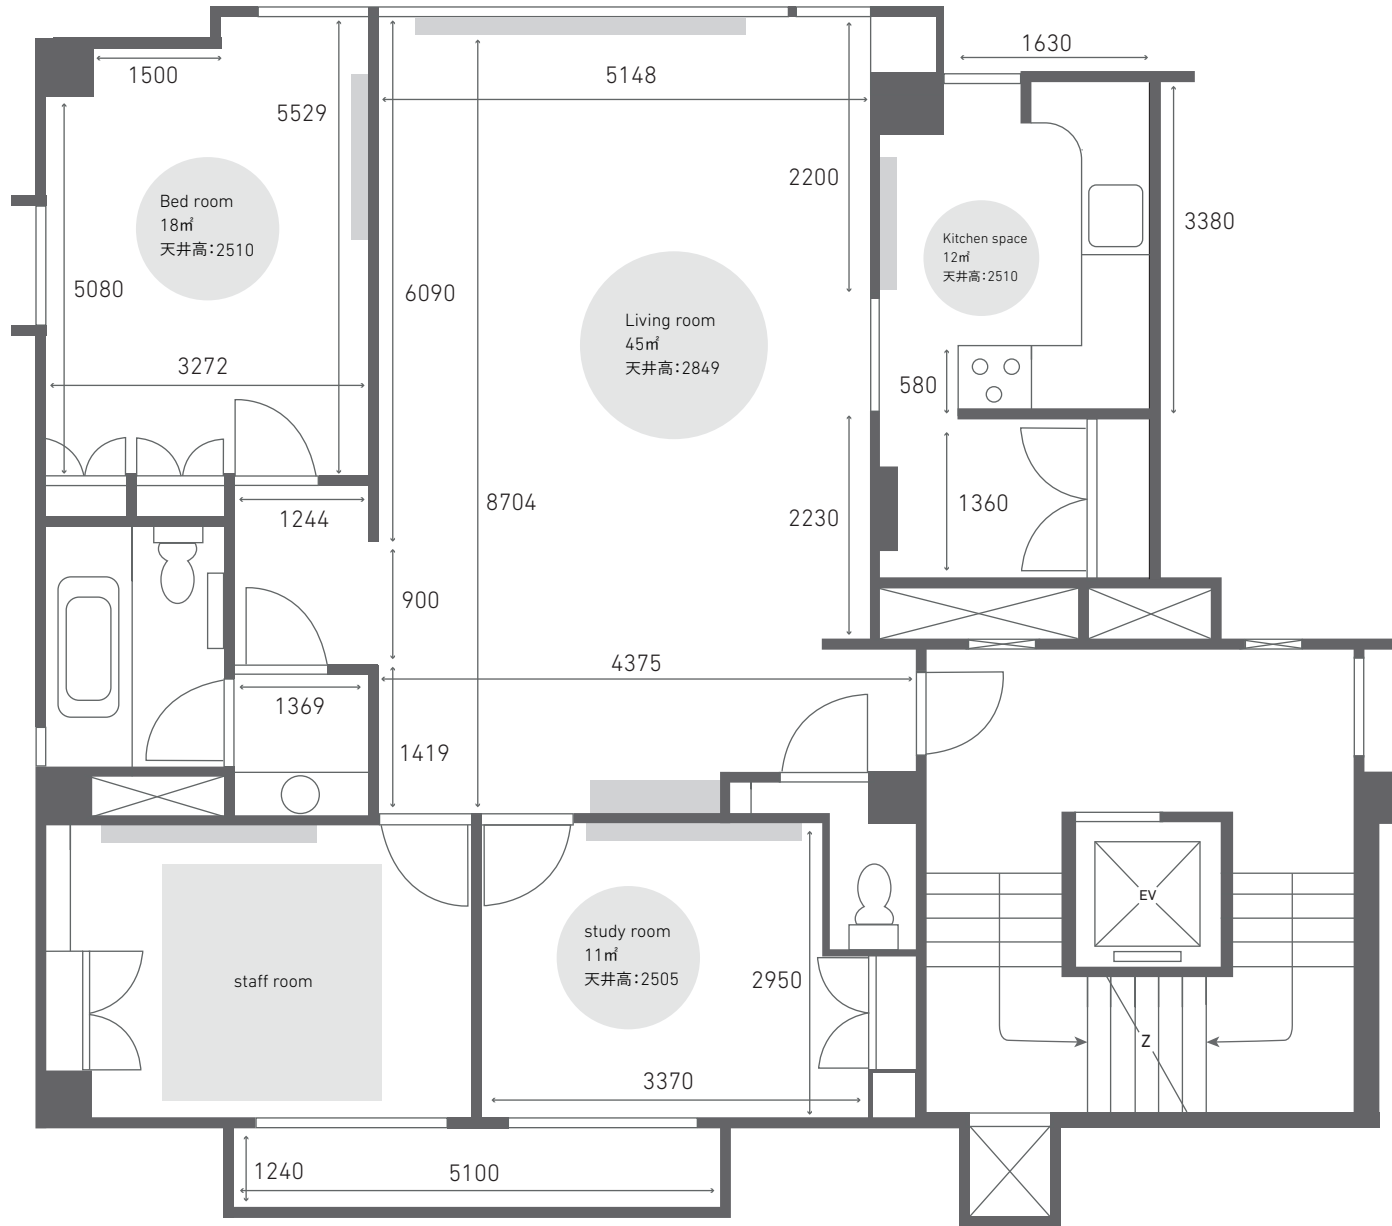 1630
1500
5148
5529
2200
Bed room
18㎡
天井高：2510
3380
Kitchen space
12㎡
天井高：2510
5080
6090
Living room
45㎡
天井高：2849
3272
580
8704
1244
2230
1360
900
4375
1369
1419
EV
study room
11㎡
天井高：2505
staff room
2950
Z
3370
1240
5100